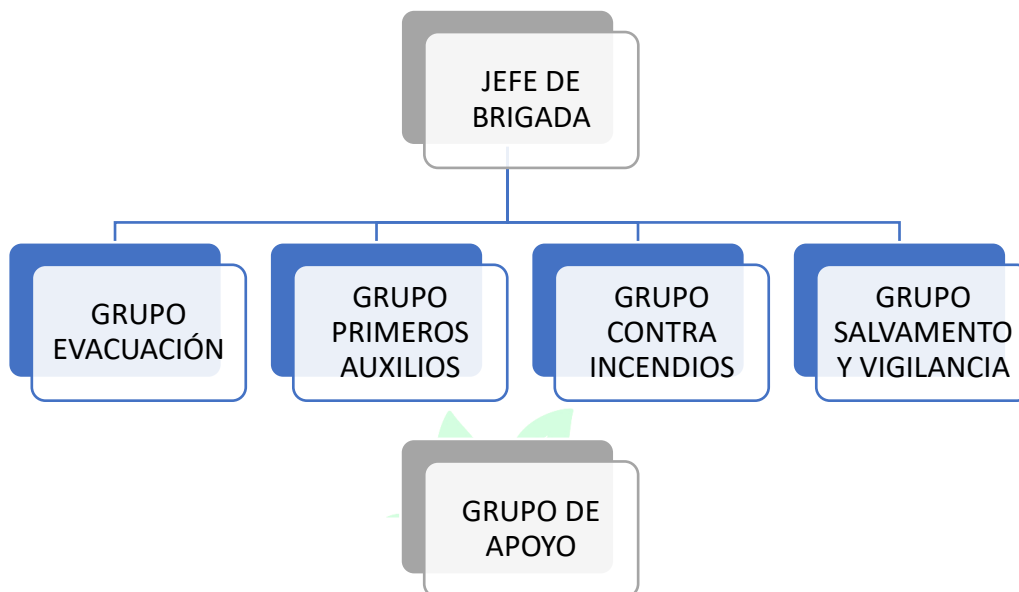 JEFE DE
BRIGADA
GRUPO
EVACUACIÓN
GRUPO
PRIMEROS
AUXILIOS
GRUPO
CONTRA
INCENDIOS
GRUPO
SALVAMENTO
Y VIGILANCIA
GRUPO DE
APOYO